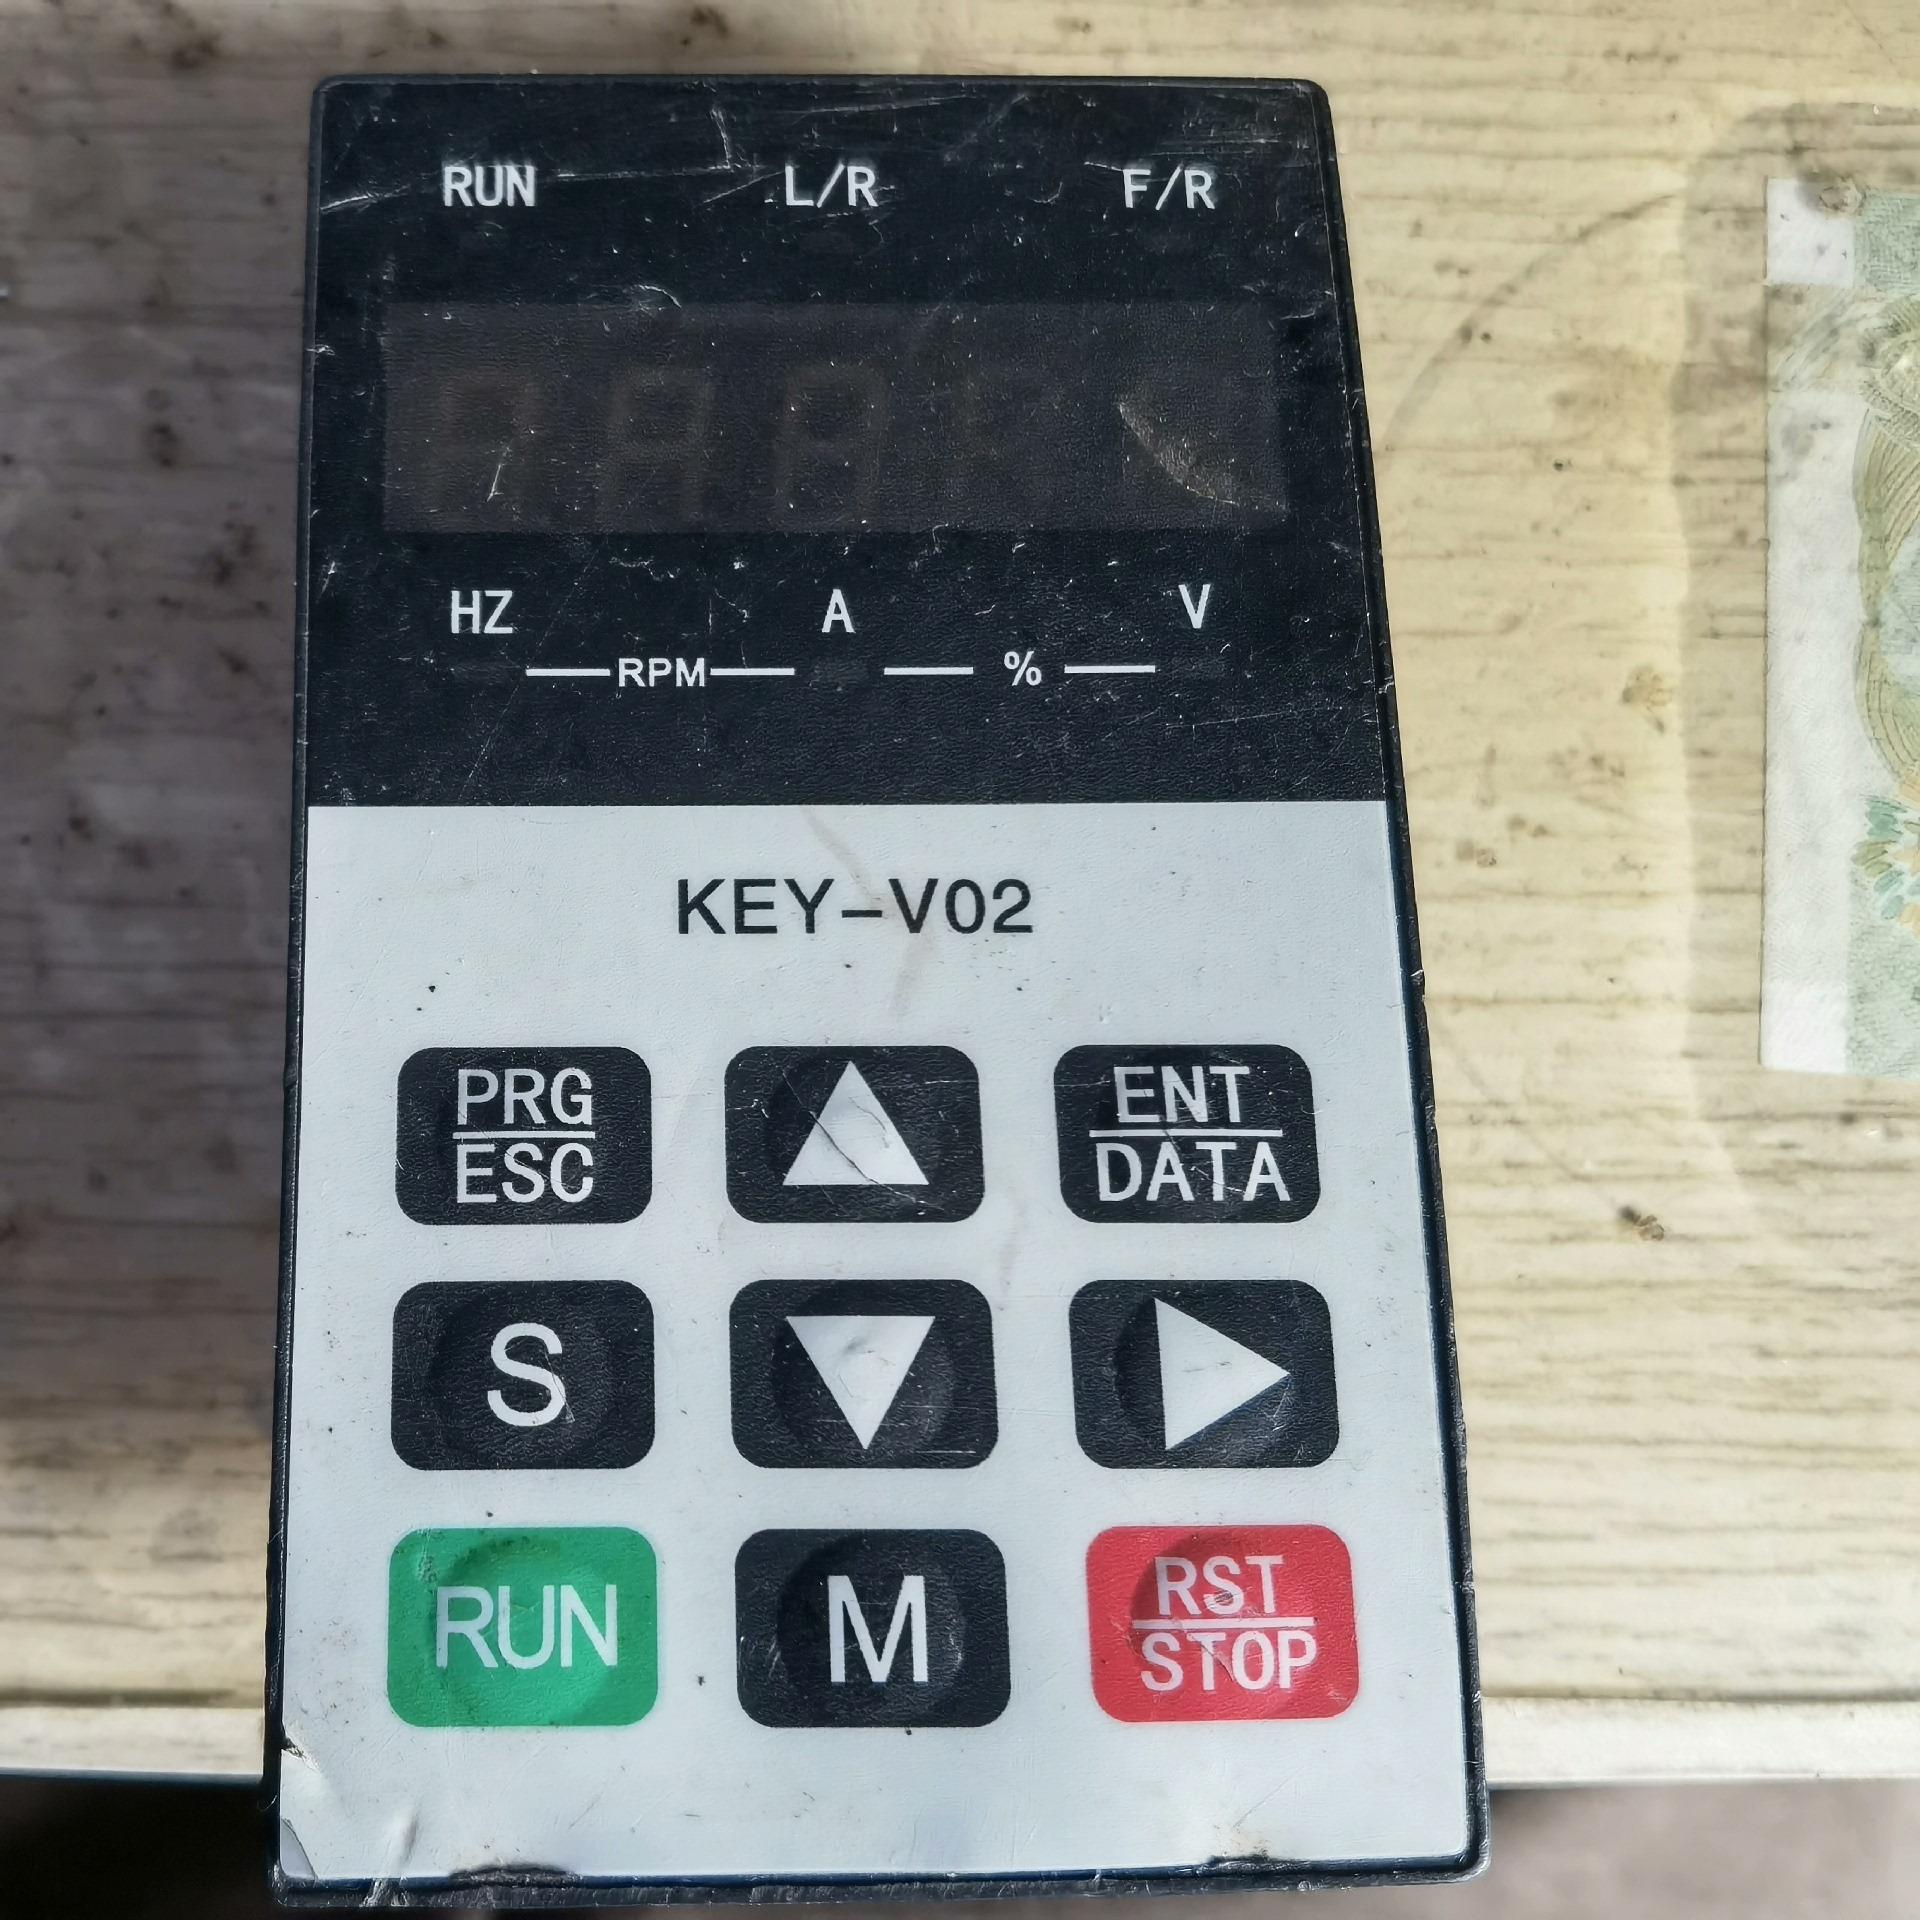 RUN L/R F/R
HZ A V
RPM %
KEY-V02
PRG ENT
ESC DATA
S
RUN M RST
STOP